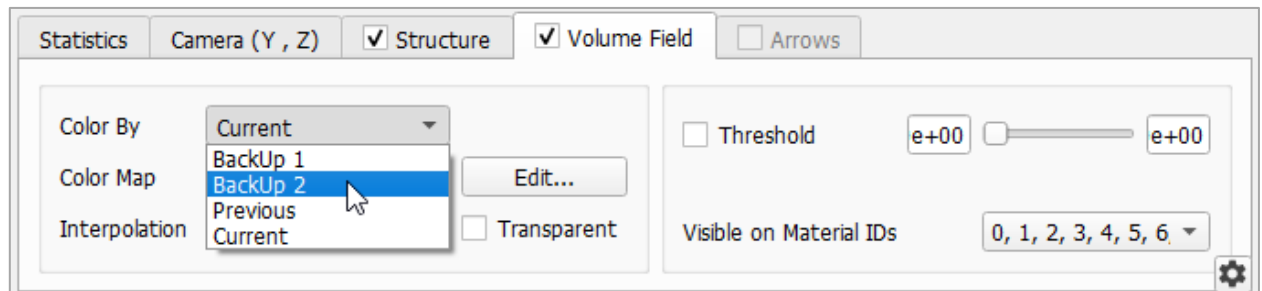 Statistics Camera (Y , Z) Structure Volume Field Arrows
Color By Current
BackUp 1
BackUp 2
Previous
Current
Color Map Edit...
Interpolation Transparent
Threshold e+00 e+00
Visible on Material IDs 0, 1, 2, 3, 4, 5, 6,